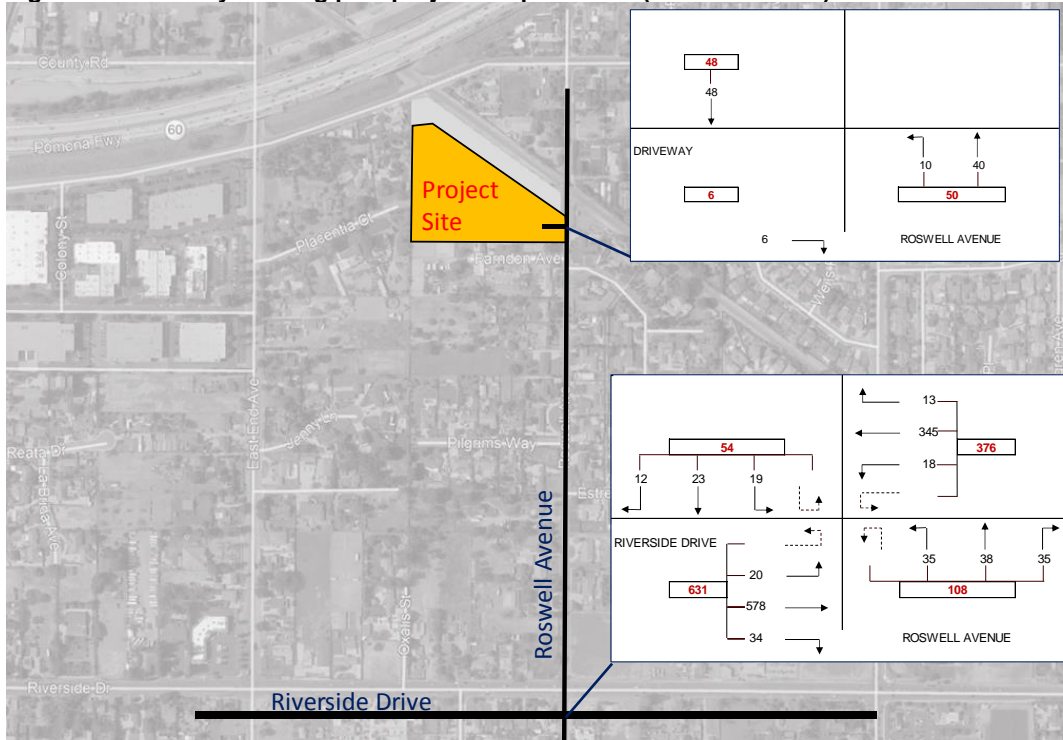 County Rd
60
Pomona Fwy
Colony St
Placentia Ct
Project
Site
Farndon Ave
East End Ave
Jenny Ln
Pilgrims Way
Reata Dr
La Brea Ave
Oxalis St
Roswell Avenue
Riverside Dr
Riverside Drive
48
48
DRIVEWAY
6
6
10
40
50
ROSWELL AVENUE
54
12
23
19
13
345
18
376
RIVERSIDE DRIVE
631
20
578
34
35
38
35
108
ROSWELL AVENUE